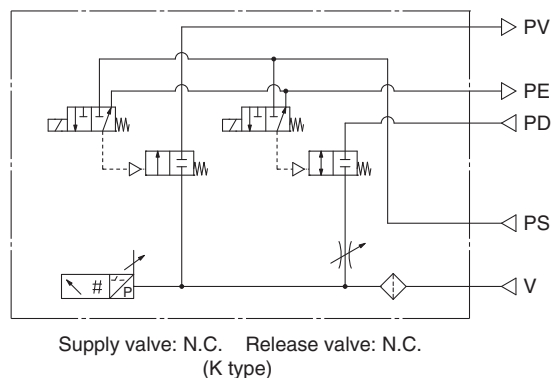 PV
PE
PD
PS
# P
V
Supply valve: N.C. Release valve: N.C.
(K type)